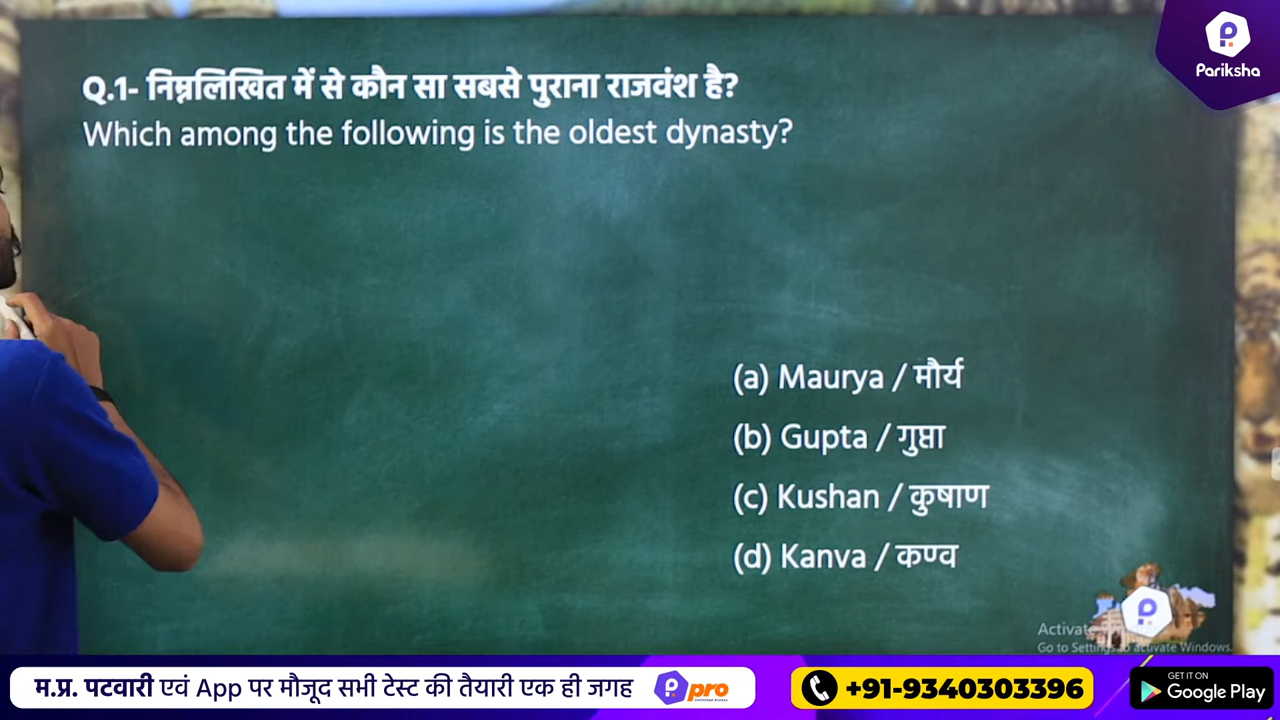 Pariksha
Q.1- निम्नलिखित में से कौन सा सबसे पुराना राजवंश है?
Which among the following is the oldest dynasty?
(a) Maurya / मौर्य
(b) Gupta / गुप्ता
(c) Kushan / कुषाण
(d) Kanva / कण्व
Activate
Go to Settings to activate Windows.
म.प्र. पटवारी एवं App पर मौजूद सभी टेस्ट की तैयारी एक ही जगह
pro
+91-9340303396
GET IT ON
Google Play